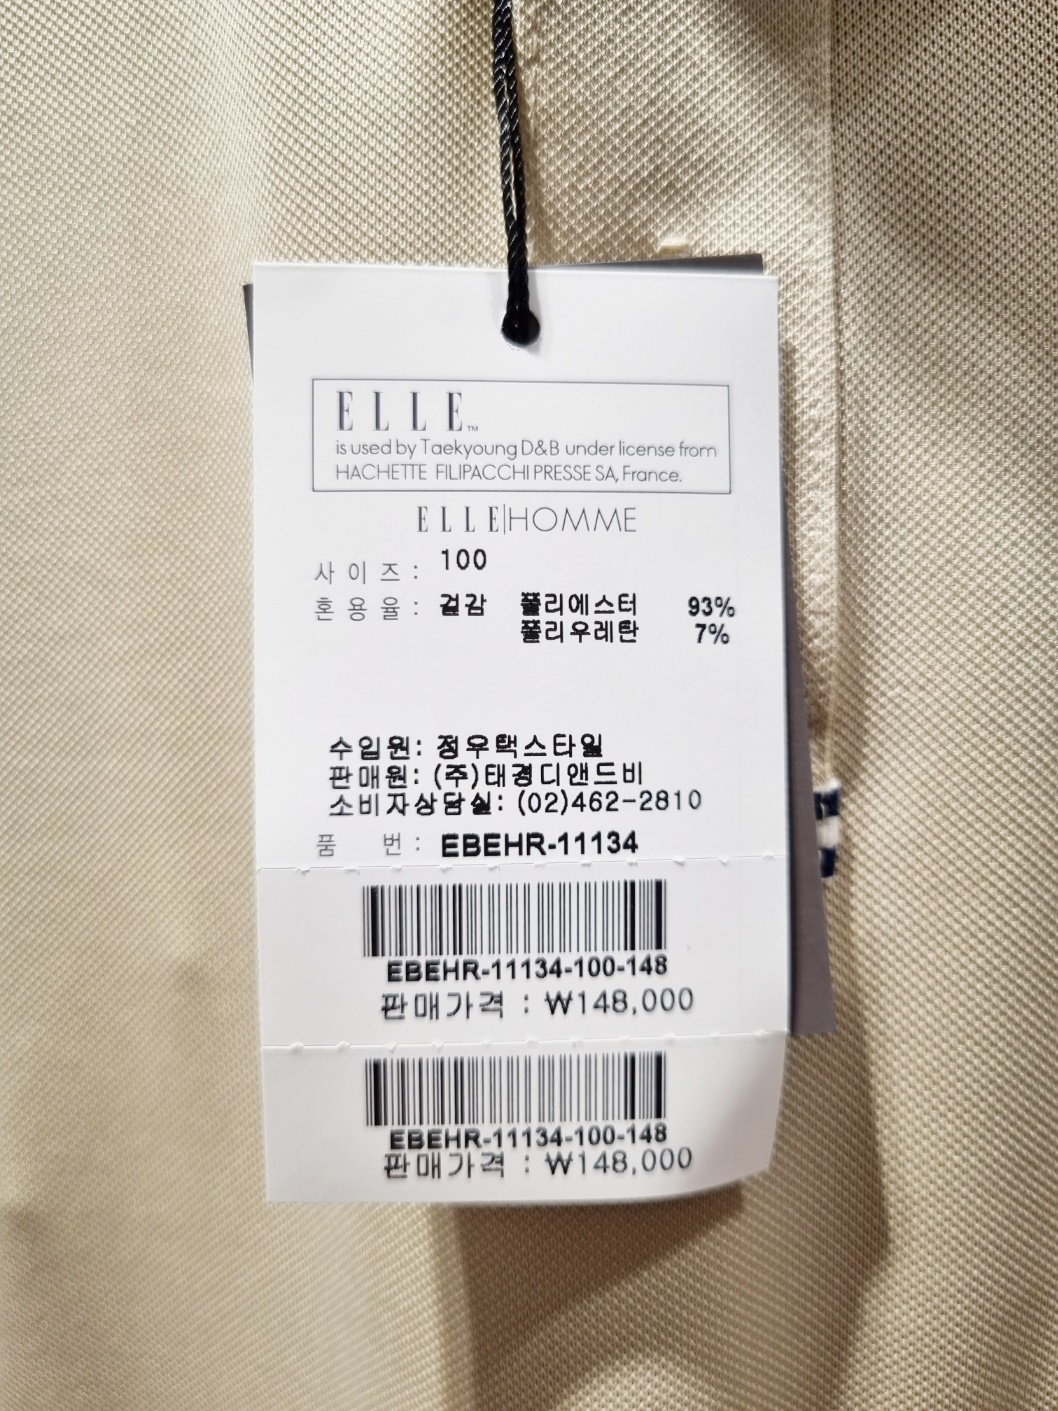 ELLE™
is used by Taekyoung D&B under license from
HACHETTE FILIPACCHI PRESSE SA, France.
ELLE|HOMME
사이즈: 100
혼용율: 겉감 폴리에스터 93%
폴리우레탄 7%
수입원: 정우택스타일
판매원: (주)태경디앤드비
소비자상담실: (02)462-2810
품 번: EBEHR-11134
EBEHR-11134-100-148
판매가격 : ₩148,000
EBEHR-11134-100-148
판매가격 : ₩148,000